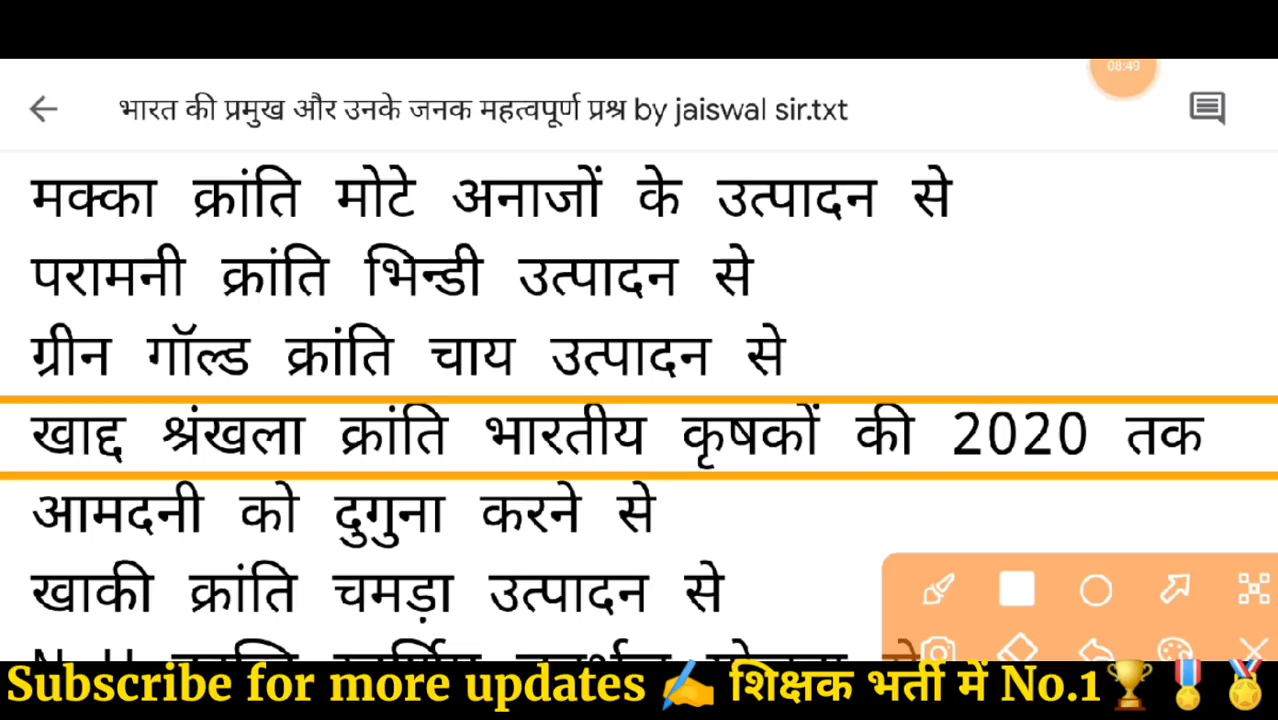 08:49
भारत की प्रमुख और उनके जनक महत्वपूर्ण प्रश्न by jaiswal sir.txt
मक्का क्रांति मोटे अनाजों के उत्पादन से
परामनी क्रांति भिन्डी उत्पादन से
ग्रीन गॉल्ड क्रांति चाय उत्पादन से
खाद्द श्रंखला क्रांति भारतीय कृषकों की 2020 तक
आमदनी को दुगुना करने से
खाकी क्रांति चमड़ा उत्पादन से
Subscribe for more updates ✍️ शिक्षक भर्ती में No.1🏆🎖️🏅